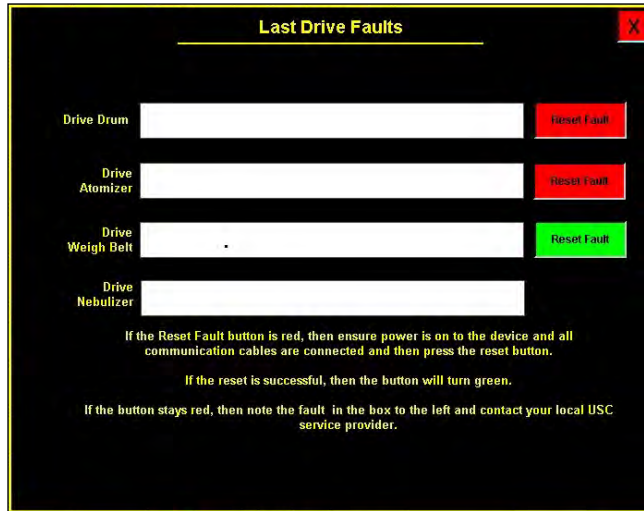 Last Drive Faults
X
Drive Drum
Reset Fault
Drive
Atomizer
Reset Fault
Drive
Weigh Belt
Reset Fault
Drive
Nebulizer
If the Reset Fault button is red, then ensure power is on to the device and all
communication cables are connected and then press the reset button.
If the reset is successful, then the button will turn green.
If the button stays red, then note the fault in the box to the left and contact your local USC
service provider.